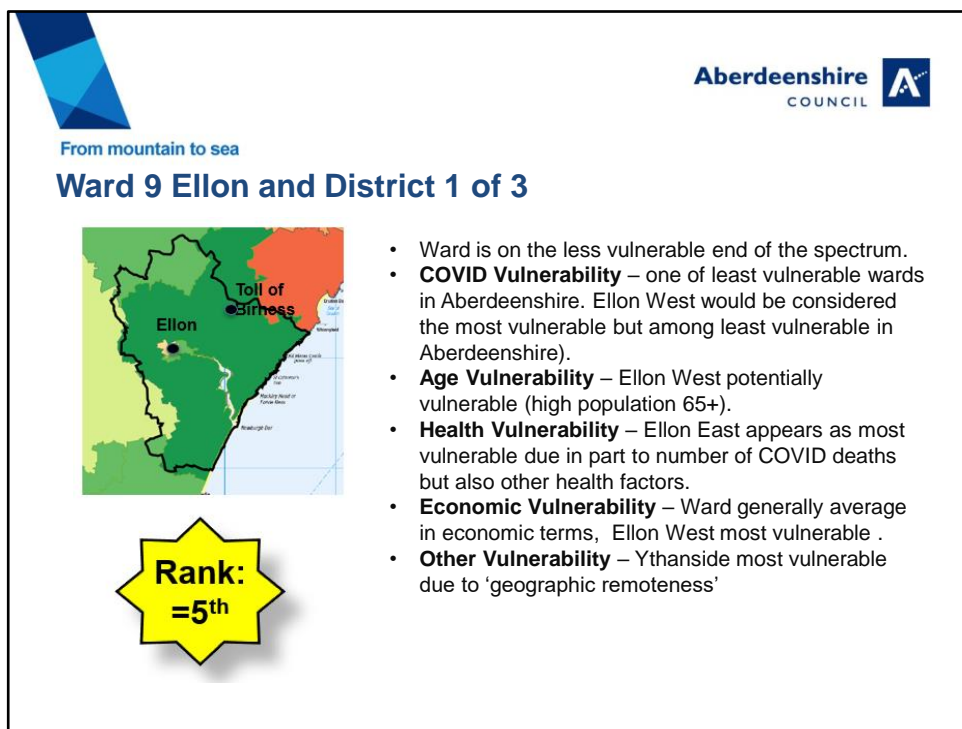 Aberdeenshire
COUNCIL
From mountain to sea
Ward 9 Ellon and District 1 of 3
Toll of
Birness
Ellon
Newburgh Bar
Rank:
=5th
• Ward is on the less vulnerable end of the spectrum.
• COVID Vulnerability – one of least vulnerable wards
in Aberdeenshire. Ellon West would be considered
the most vulnerable but among least vulnerable in
Aberdeenshire).
• Age Vulnerability – Ellon West potentially
vulnerable (high population 65+).
• Health Vulnerability – Ellon East appears as most
vulnerable due in part to number of COVID deaths
but also other health factors.
• Economic Vulnerability – Ward generally average
in economic terms, Ellon West most vulnerable .
• Other Vulnerability – Ythanside most vulnerable
due to ‘geographic remoteness’